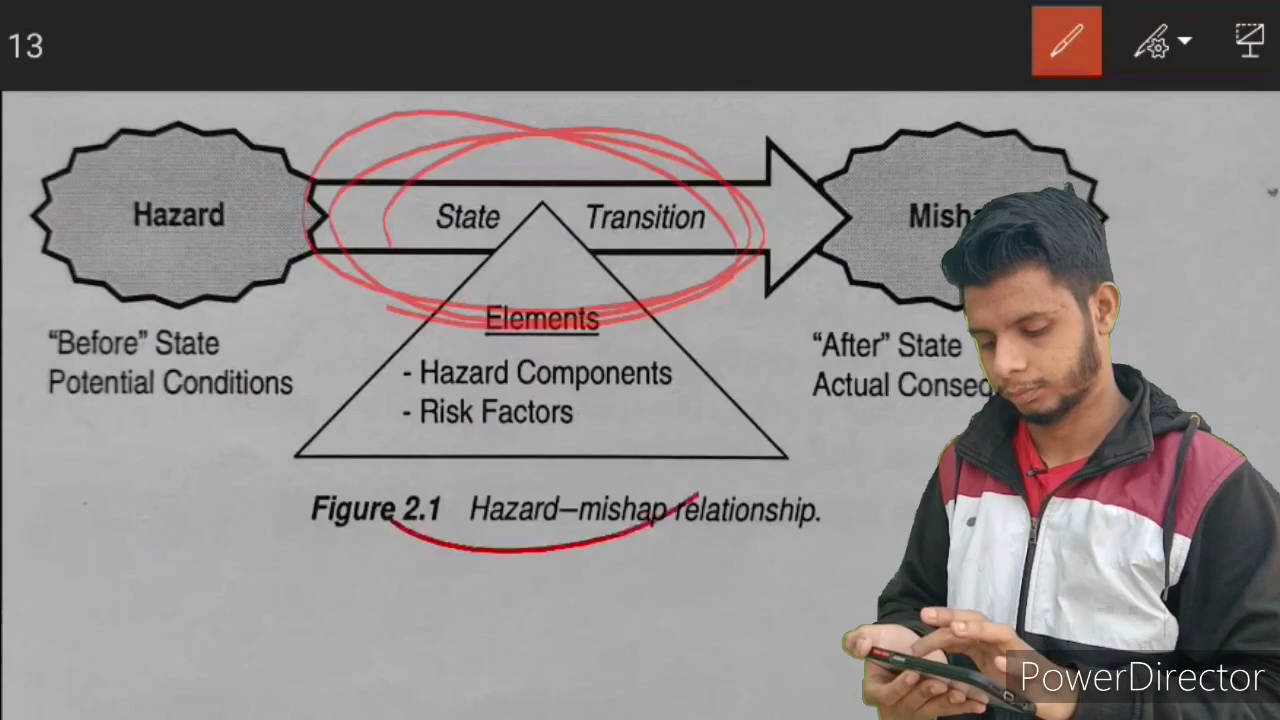 13
Hazard
State
Transition
"Before" State
Potential Conditions
Elements
- Hazard Components
- Risk Factors
"After" State
Actual
Figure 2.1 Hazard–mishap relationship.
PowerDirector